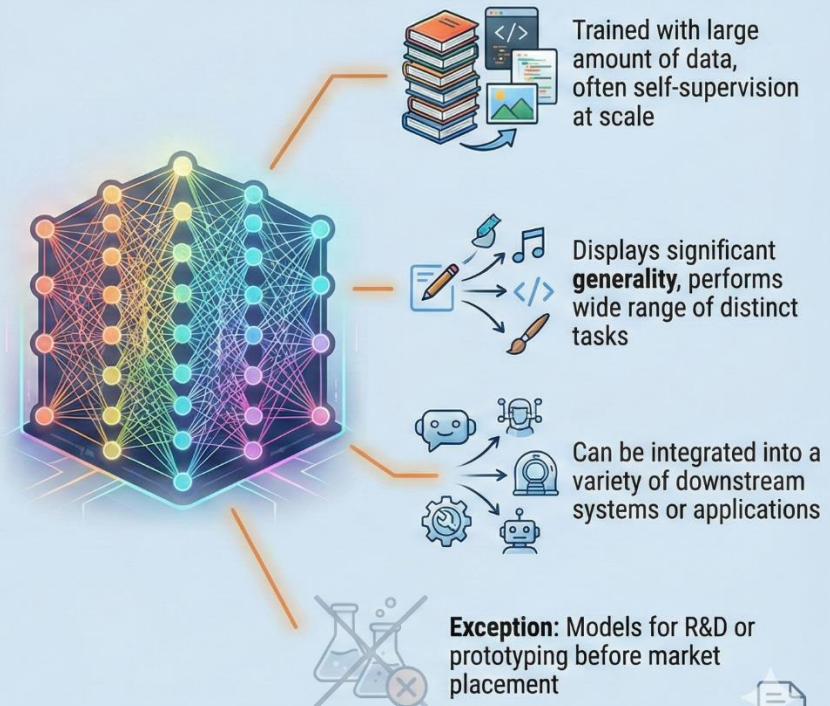 </>
Trained with large
amount of data,
often self-supervision
at scale
Displays significant
generality, performs
</>
wide range of distinct
tasks
Can be integrated into a
variety of downstream
systems or applications
Exception: Models for R&D or
prototyping before market
placement